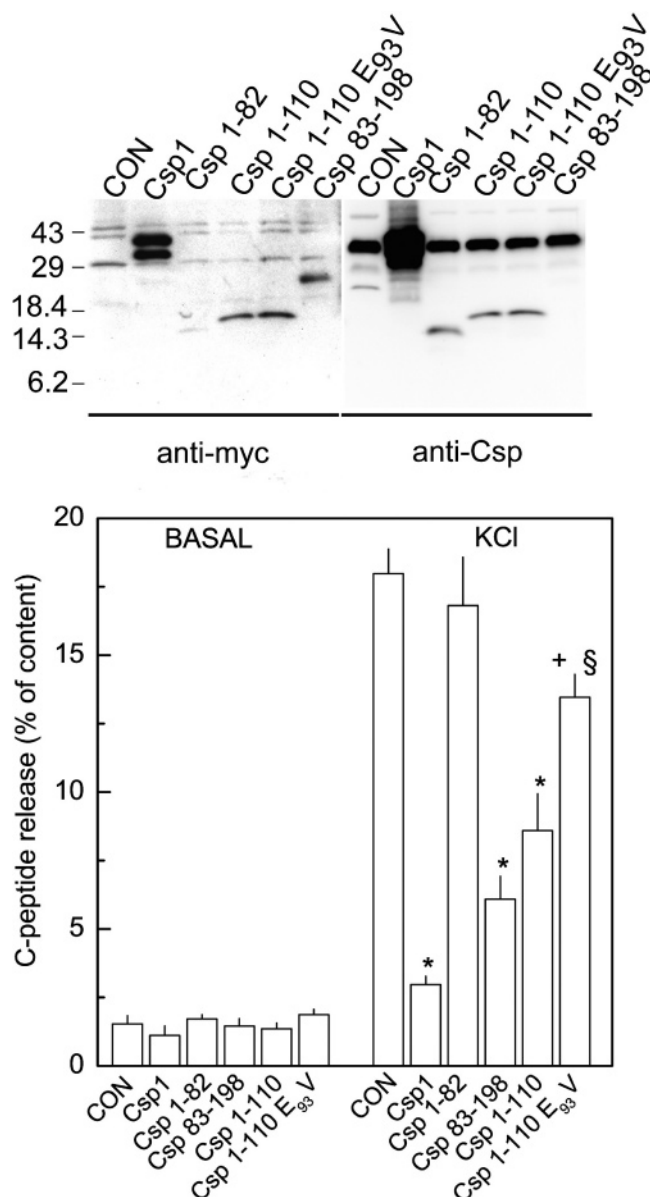 CON
Csp1
Csp 1-82
Csp 1-110
Csp 1-110 E93V
Csp 83-198
CON
Csp1
Csp 1-82
Csp 1-110
Csp 1-110 E93V
Csp 83-198
43
29
18.4
14.3
6.2
anti-myc
anti-Csp
C-peptide release (% of content)
20
15
10
5
0
BASAL
KCl
*
*
*
+ §
CON
Csp1
Csp 1-82
Csp 83-198
Csp 1-110
Csp 1-110 E93 V
CON
Csp1
Csp 1-82
Csp 83-198
Csp 1-110
Csp 1-110 E93 V